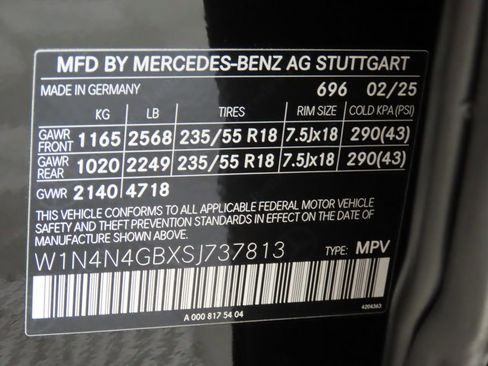 MFD BY MERCEDES-BENZ AG STUTTGART
MADE IN GERMANY 696 02/25
KG LB TIRES RIM SIZE COLD KPA(PSI)
GAWR FRONT 1165 2568 235/55 R18 7.5Jx18 290(43)
GAWR REAR 1020 2249 235/55 R18 7.5Jx18 290(43)
GVWR 2140 4718
THIS VEHICLE CONFORMS TO ALL APPLICABLE FEDERAL MOTOR VEHICLE
SAFETY AND THEFT PREVENTION STANDARDS IN EFFECT ON THE DATE
OF MANUFACTURE SHOWN ABOVE.
W1N4N4GBXSJ737813 TYPE: MPV
A 000 817 54 04 4204363